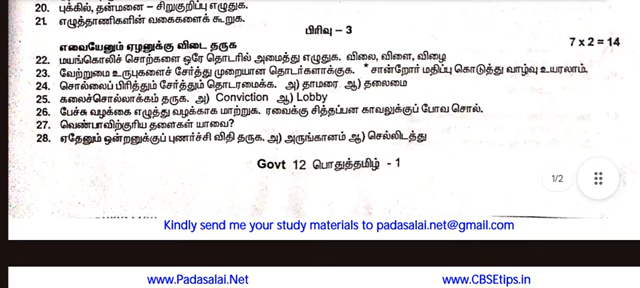 20. புக்கில், தன்மனை – சிறுகுறிப்பு எழுதுக.
21. எழுத்தாணிகளின் வகைகளைக் கூறுக.
பிரிவு – 3
எவையேனும் ஏழனுக்கு விடை தருக 7 x 2 = 14
22. மயங்கொலிச் சொற்களை ஒரே தொடரில் அமைத்து எழுதுக. விலை, விளை, விழை
23. வேற்றுமை உருபுகளைச் சேர்த்து முறையான தொடர்களாக்குக. * சான்றோர் மதிப்பு கொடுத்து வாழ்வு உயரலாம்.
24. சொல்லைப் பிரித்தும் சேர்த்தும் தொடரமைக்க. அ) தாமரை ஆ) தலைமை
25. கலைச்சொல்லாக்கம் தருக. அ) Conviction ஆ) Lobby
26. பேச்சு வழக்கை எழுத்து வழக்காக மாற்றுக. ரவைக்கு சித்தப்பன காவலுக்குப் போவ சொல்.
27. வெண்பாவிற்குரிய தளைகள் யாவை?
28. ஏதேனும் ஒன்றனுக்குப் புணர்ச்சி விதி தருக. அ) அருங்கானம் ஆ) செல்லிடத்து
Govt 12 பொதுத்தமிழ் - 1
1/2
Kindly send me your study materials to padasalai.net@gmail.com
www.Padasalai.Net www.CBSEtips.in